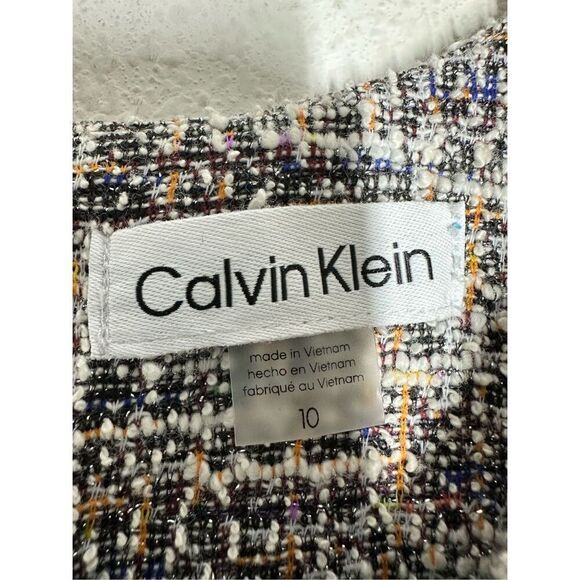 Calvin Klein
made in Vietnam
hecho en Vietnam
fabriqué au Vietnam
10